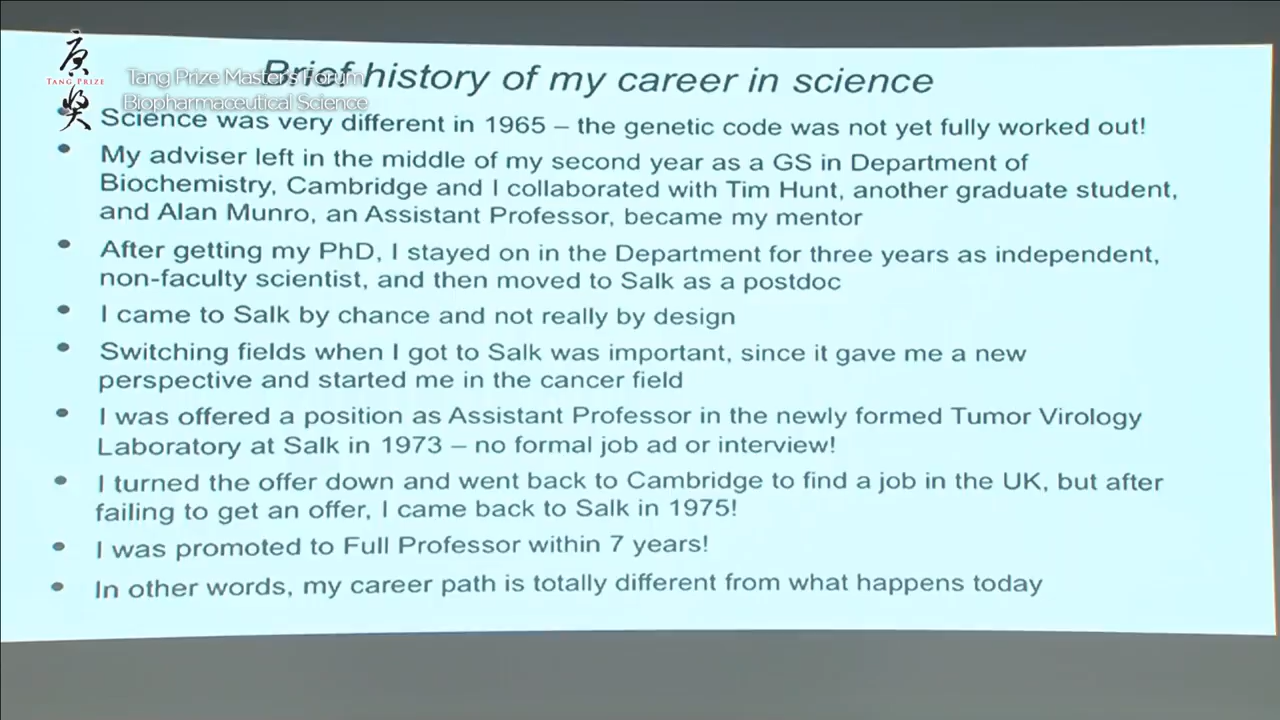 唐
TANG PRIZE
奖
Tang Prize Masters Forum
Biopharmaceutical Science
Brief history of my career in science
Science was very different in 1965 – the genetic code was not yet fully worked out!
My adviser left in the middle of my second year as a GS in Department of
Biochemistry, Cambridge and I collaborated with Tim Hunt, another graduate student,
and Alan Munro, an Assistant Professor, became my mentor
After getting my PhD, I stayed on in the Department for three years as independent,
non-faculty scientist, and then moved to Salk as a postdoc
I came to Salk by chance and not really by design
Switching fields when I got to Salk was important, since it gave me a new
perspective and started me in the cancer field
I was offered a position as Assistant Professor in the newly formed Tumor Virology
Laboratory at Salk in 1973 – no formal job ad or interview!
I turned the offer down and went back to Cambridge to find a job in the UK, but after
failing to get an offer, I came back to Salk in 1975!
I was promoted to Full Professor within 7 years!
In other words, my career path is totally different from what happens today